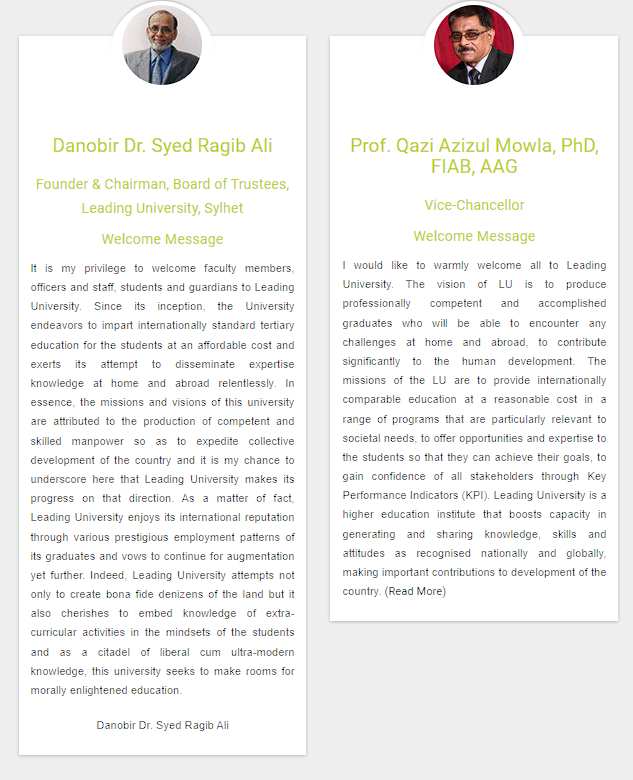 Danobir Dr. Syed Ragib Ali
Founder & Chairman, Board of Trustees,
Leading University, Sylhet
Welcome Message
It is my privilege to welcome faculty members,
officers and staff, students and guardians to Leading
University. Since its inception, the University
endeavors to impart internationally standard tertiary
education for the students at an affordable cost and
exerts its attempt to disseminate expertise
knowledge at home and abroad relentlessly. In
essence, the missions and visions of this university
are attributed to the production of competent and
skilled manpower so as to expedite collective
development of the country and it is my chance to
underscore here that Leading University makes its
progress on that direction. As a matter of fact,
Leading University enjoys its international reputation
through various prestigious employment patterns of
its graduates and vows to continue for augmentation
yet further. Indeed, Leading University attempts not
only to create bona fide denizens of the land but it
also cherishes to embed knowledge of extra-
curricular activities in the mindsets of the students
and as a citadel of liberal cum ultra-modern
knowledge, this university seeks to make rooms for
morally enlightened education.
Danobir Dr. Syed Ragib Ali
Prof. Qazi Azizul Mowla, PhD,
FIAB, AAG
Vice-Chancellor
Welcome Message
I would like to warmly welcome all to Leading
University. The vision of LU is to produce
professionally competent and accomplished
graduates who will be able to encounter any
challenges at home and abroad, to contribute
significantly to the human development. The
missions of the LU are to provide internationally
comparable education at a reasonable cost in a
range of programs that are particularly relevant to
societal needs, to offer opportunities and expertise to
the students so that they can achieve their goals, to
gain confidence of all stakeholders through Key
Performance Indicators (KPI). Leading University is a
higher education institute that boosts capacity in
generating and sharing knowledge, skills and
attitudes as recognised nationally and globally,
making important contributions to development of the
country. (Read More)